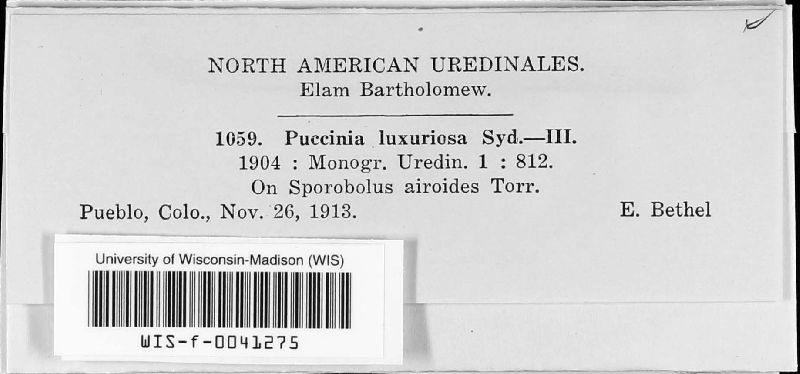 NORTH AMERICAN UREDINALES.
Elam Bartholomew.
1059. Puccinia luxuriosa Syd.—III.
1904 : Monogr. Uredin. 1 : 812.
On Sporobolus airoides Torr.
Pueblo, Colo., Nov. 26, 1913. E. Bethel
University of Wisconsin-Madison (WIS)
WIS-f-0041275